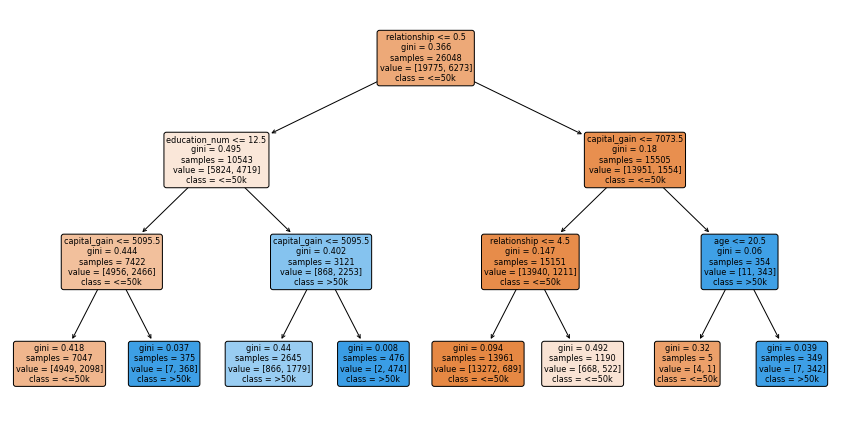 relationship <= 0.5
gini = 0.366
samples = 26048
value = [19775, 6273]
class = <=50k
education_num <= 12.5
gini = 0.495
samples = 10543
value = [5824, 4719]
class = <=50k
capital_gain <= 7073.5
gini = 0.18
samples = 15505
value = [13951, 1554]
class = <=50k
capital_gain <= 5095.5
gini = 0.444
samples = 7422
value = [4956, 2466]
class = <=50k
capital_gain <= 5095.5
gini = 0.402
samples = 3121
value = [868, 2253]
class = >50k
relationship <= 4.5
gini = 0.147
samples = 15151
value = [13940, 1211]
class = <=50k
age <= 20.5
gini = 0.06
samples = 354
value = [11, 343]
class = >50k
gini = 0.418
samples = 7047
value = [4949, 2098]
class = <=50k
gini = 0.037
samples = 375
value = [7, 368]
class = >50k
gini = 0.44
samples = 2645
value = [866, 1779]
class = >50k
gini = 0.008
samples = 476
value = [2, 474]
class = >50k
gini = 0.094
samples = 13961
value = [13272, 689]
class = <=50k
gini = 0.492
samples = 1190
value = [668, 522]
class = <=50k
gini = 0.32
samples = 5
value = [4, 1]
class = <=50k
gini = 0.039
samples = 349
value = [7, 342]
class = >50k